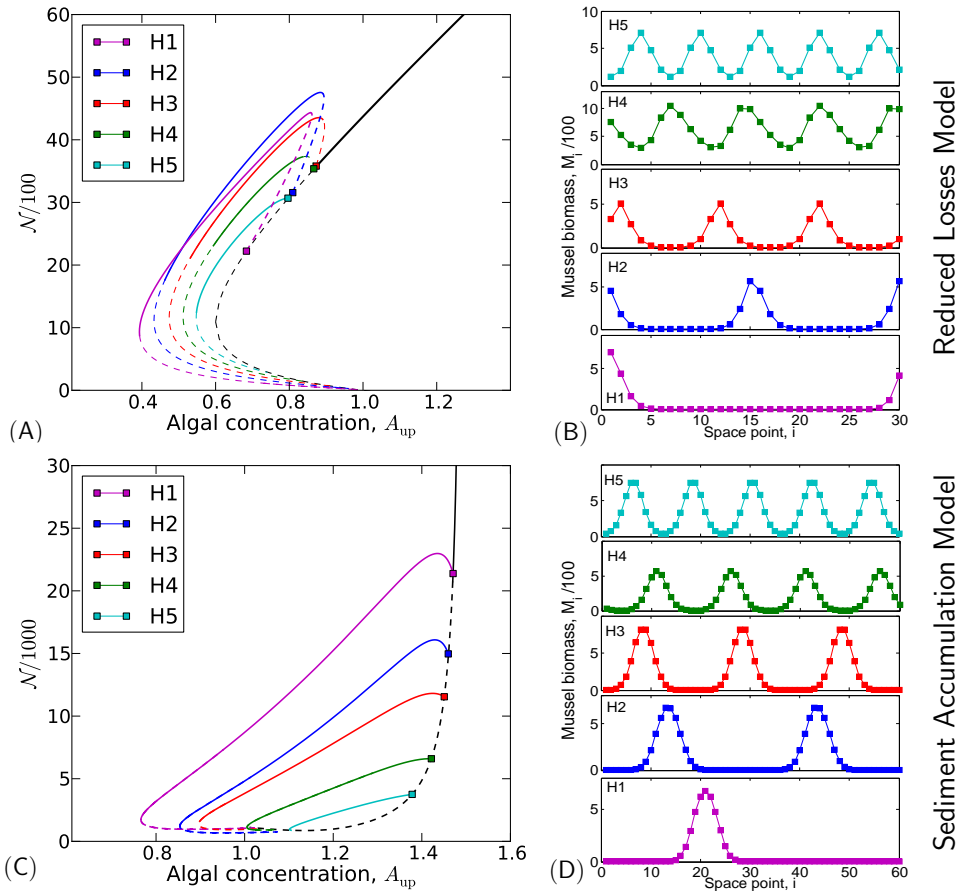 60
50
40
30
20
10
0
0.4
0.6
0.8
1.0
1.2
𝒩/100
Algal concentration, A_up
H1
H2
H3
H4
H5
(A)
H5
10
5
0
H4
10
5
0
H3
5
0
H2
5
0
H1
5
0
0
5
10
15
20
25
30
Mussel biomass, M_i /100
Space point, i
(B)
Reduced Losses Model
30
25
20
15
10
5
0
0.8
1.0
1.2
1.4
1.6
𝒩/1000
Algal concentration, A_up
H1
H2
H3
H4
H5
(C)
H5
5
0
H4
5
0
H3
5
0
H2
5
0
H1
5
0
0
10
20
30
40
50
60
Mussel biomass, M_i /100
Space point, i
(D)
Sediment Accumulation Model